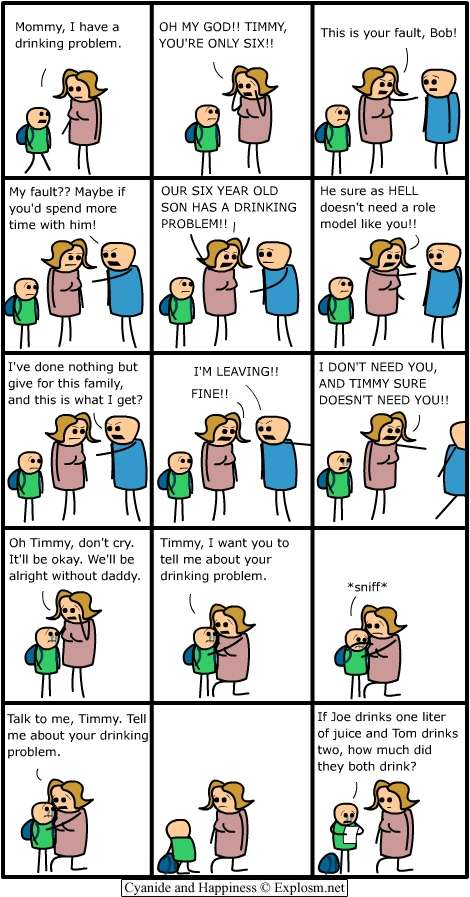 Mommy, I have a
drinking problem.
OH MY GOD!! TIMMY,
YOU'RE ONLY SIX!!
This is your fault, Bob!
My fault?? Maybe if
you'd spend more
time with him!
OUR SIX YEAR OLD
SON HAS A DRINKING
PROBLEM!!
He sure as HELL
doesn't need a role
model like you!!
I've done nothing but
give for this family,
and this is what I get?
I'M LEAVING!!
FINE!!
I DON'T NEED YOU,
AND TIMMY SURE
DOESN'T NEED YOU!!
Oh Timmy, don't cry.
It'll be okay. We'll be
alright without daddy.
Timmy, I want you to
tell me about your
drinking problem.
*sniff*
Talk to me, Timmy. Tell
me about your drinking
problem.
If Joe drinks one liter
of juice and Tom drinks
two, how much did
they both drink?
Cyanide and Happiness © Explosm.net